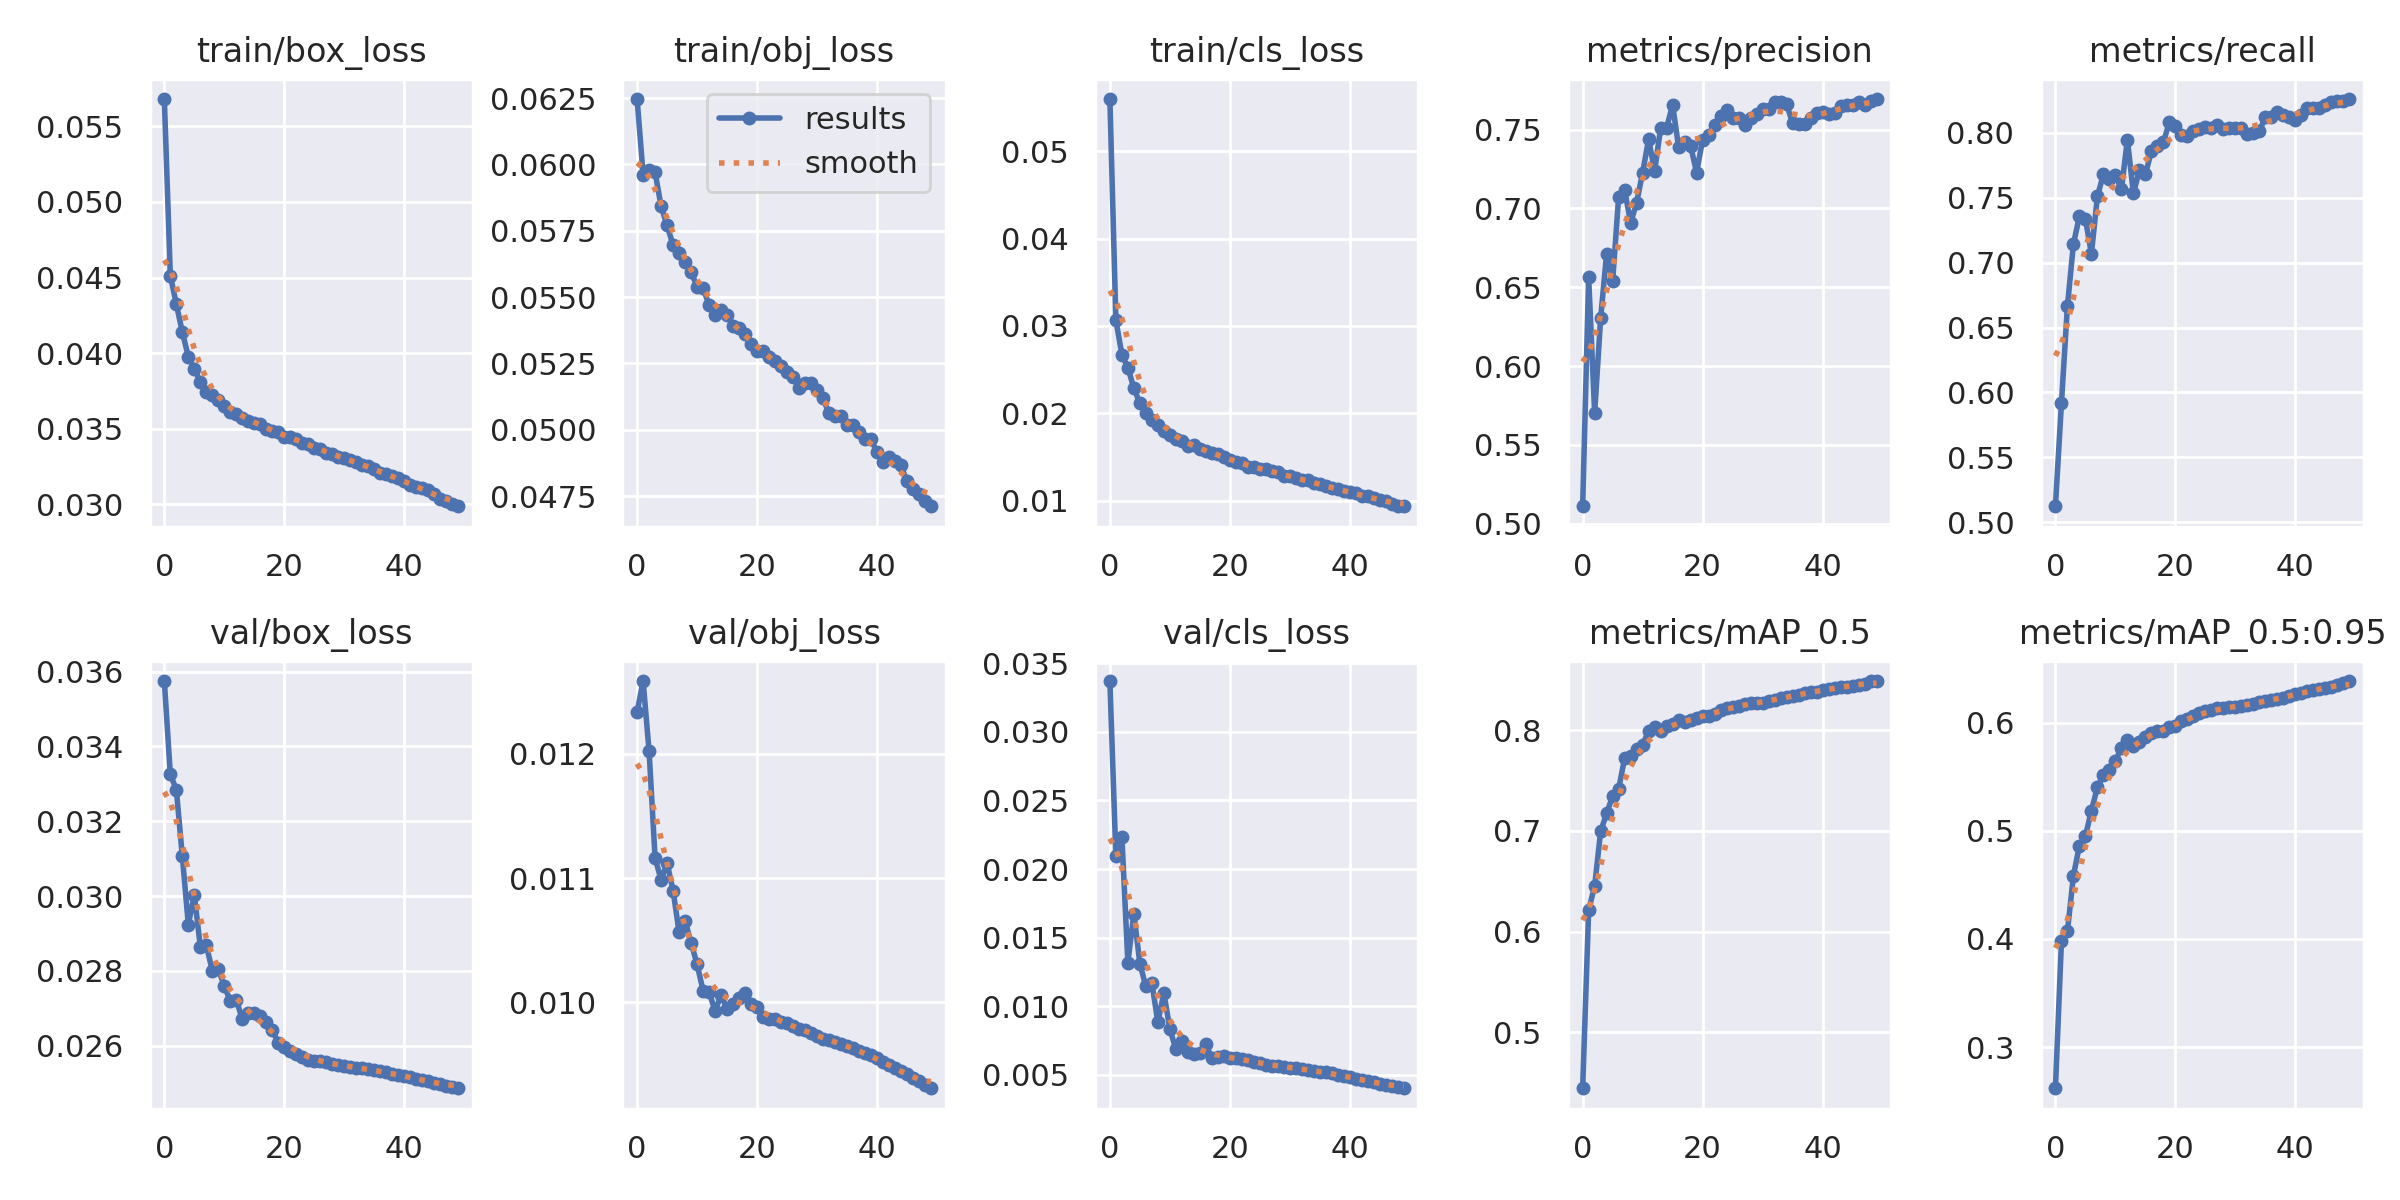 train/box_loss
0.055
0.050
0.045
0.040
0.035
0.030
0 20 40
train/obj_loss
results
smooth
0.0625
0.0600
0.0575
0.0550
0.0525
0.0500
0.0475
0 20 40
train/cls_loss
0.05
0.04
0.03
0.02
0.01
0 20 40
metrics/precision
0.75
0.70
0.65
0.60
0.55
0.50
0 20 40
metrics/recall
0.80
0.75
0.70
0.65
0.60
0.55
0.50
0 20 40
val/box_loss
0.036
0.034
0.032
0.030
0.028
0.026
0 20 40
val/obj_loss
0.012
0.011
0.010
0 20 40
val/cls_loss
0.035
0.030
0.025
0.020
0.015
0.010
0.005
0 20 40
metrics/mAP_0.5
0.8
0.7
0.6
0.5
0 20 40
metrics/mAP_0.5:0.95
0.6
0.5
0.4
0.3
0 20 40